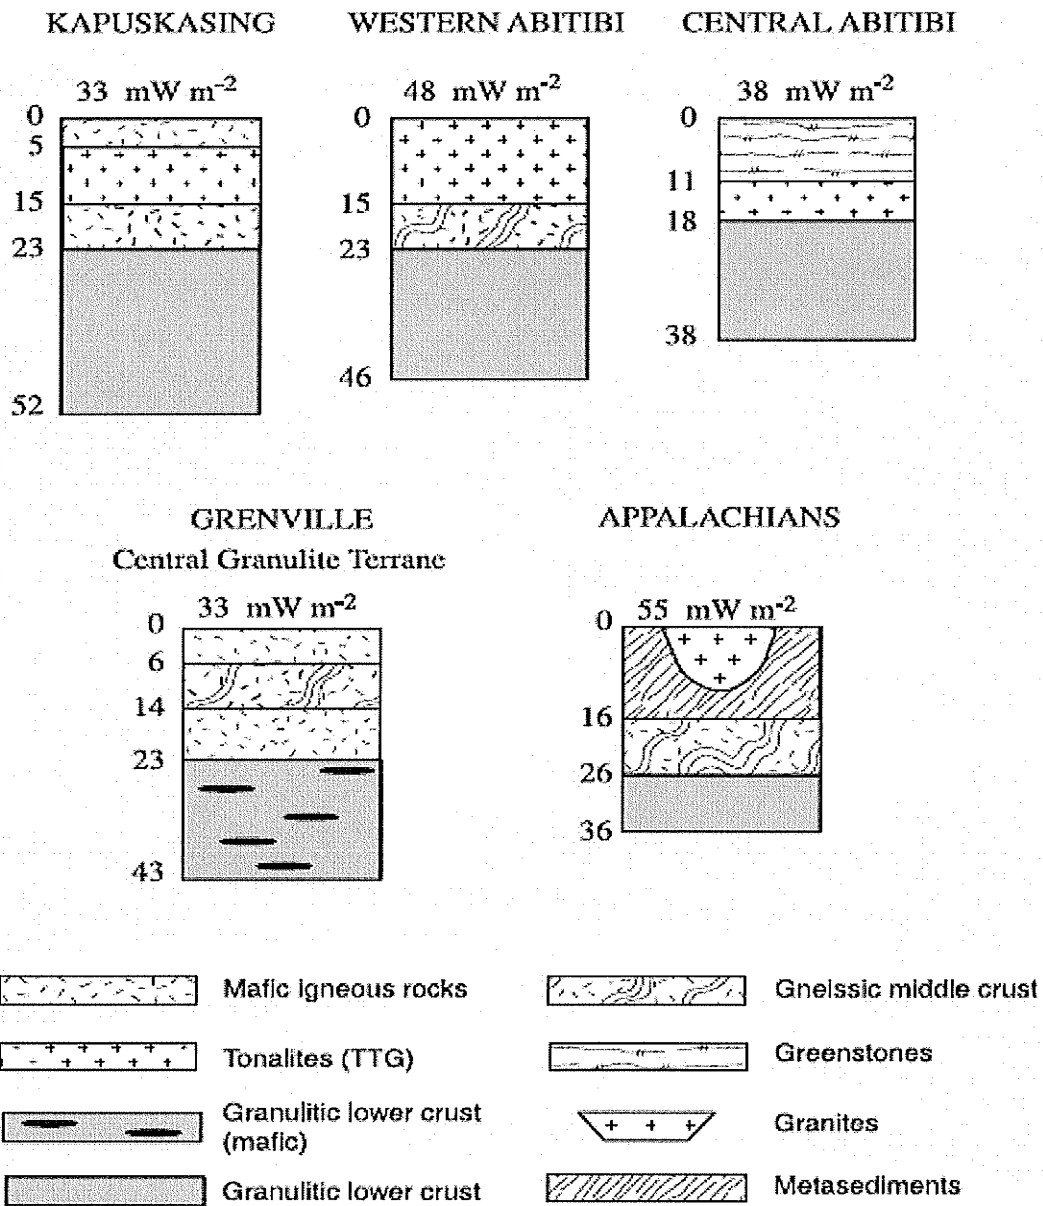 KAPUSKASING WESTERN ABITIBI CENTRAL ABITIBI
33 mW m-2 48 mW m-2 38 mW m-2
0 0 0
5
15 15 11
23 23 18
52 46 38
GRENVILLE APPALACHIANS
Central Granulite Terrane
33 mW m-2 55 mW m-2
0 0
6
14 16
23 26
43 36
Mafic igneous rocks Gneissic middle crust
Tonalites (TTG) Greenstones
Granulitic lower crust Granites
(mafic)
Granulitic lower crust Metasediments